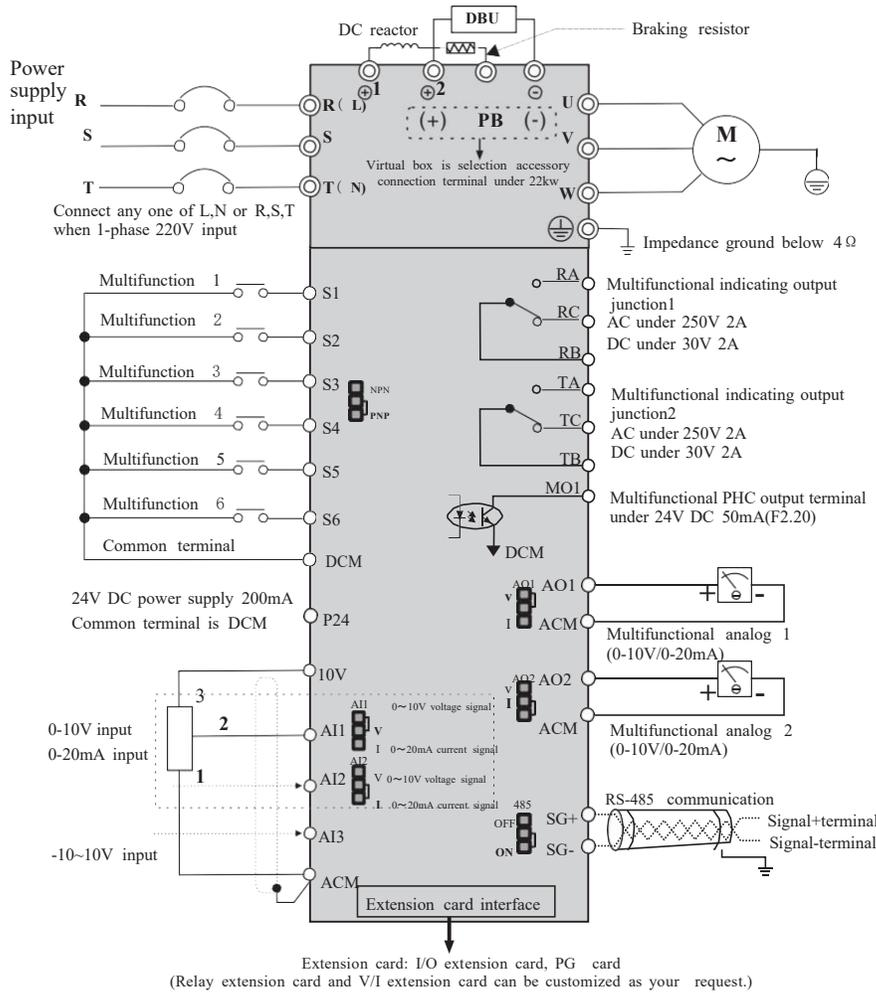 DBU
DC reactor
Braking resistor
Power
supply
input
R
S
T
⊕1
⊕2
⊖
R( L)
S
T( N)
(+) PB (-)
Virtual box is selection accessory
connection terminal under 22kw
U
V
W
M
~
Connect any one of L,N or R,S,T
when 1-phase 220V input
Impedance ground below 4Ω
Multifunction 1
S1
Multifunction 2
S2
Multifunction 3
S3
Multifunction 4
S4
Multifunction 5
S5
Multifunction 6
S6
Common terminal
DCM
NPN
PNP
RA
RC
RB
Multifunctional indicating output
junction1
AC under 250V 2A
DC under 30V 2A
TA
TC
TB
Multifunctional indicating output
junction2
AC under 250V 2A
DC under 30V 2A
MO1
DCM
Multifunctional PHC output terminal
under 24V DC 50mA(F2.20)
24V DC power supply 200mA
Common terminal is DCM
P24
AO1
V
I
AO1
ACM
+ -
Multifunctional analog 1
(0-10V/0-20mA)
AO2
V
I
AO2
ACM
+ -
Multifunctional analog 2
(0-10V/0-20mA)
10V
3
2
1
0-10V input
0-20mA input
AI1
AI1
V
I
0~10V voltage signal
0~20mA current signal
AI2
AI2
V 0~10V voltage signal
I 0~20mA current signal
AI3
-10~10V input
ACM
485
OFF
ON
SG+
SG-
RS-485 communication
Signal+terminal
Signal-terminal
Extension card interface
Extension card: I/O extension card, PG card
(Relay extension card and V/I extension card can be customized as your request.)